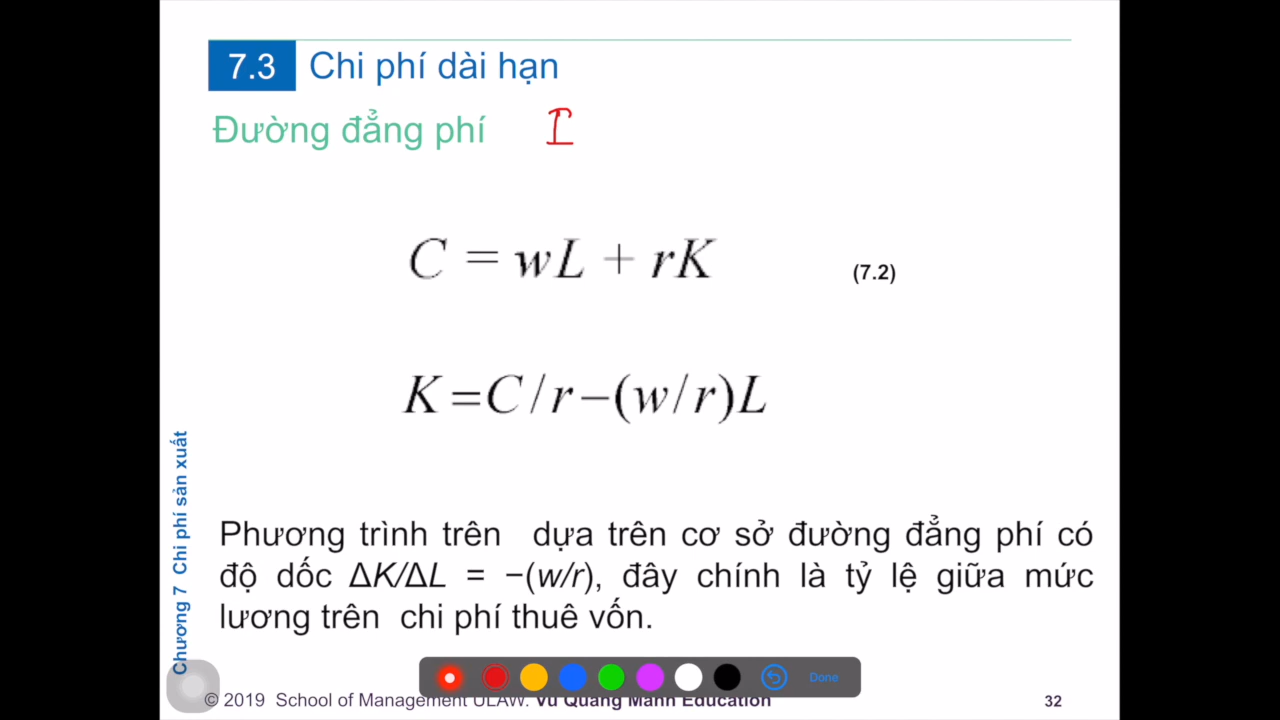 7.3 Chi phí dài hạn
Đường đẳng phí
C = wL + rK
(7.2)
K=C/r−(w/r)L
Phương trình trên dựa trên cơ sở đường đẳng phí có
độ dốc ΔK/ΔL = −(w/r), đây chính là tỷ lệ giữa mức
lương trên chi phí thuê vốn.
Chương 7 Chi phí sản xuất
Done
© 2019 School of Management ULAW. Vu Quang Manh Education
32